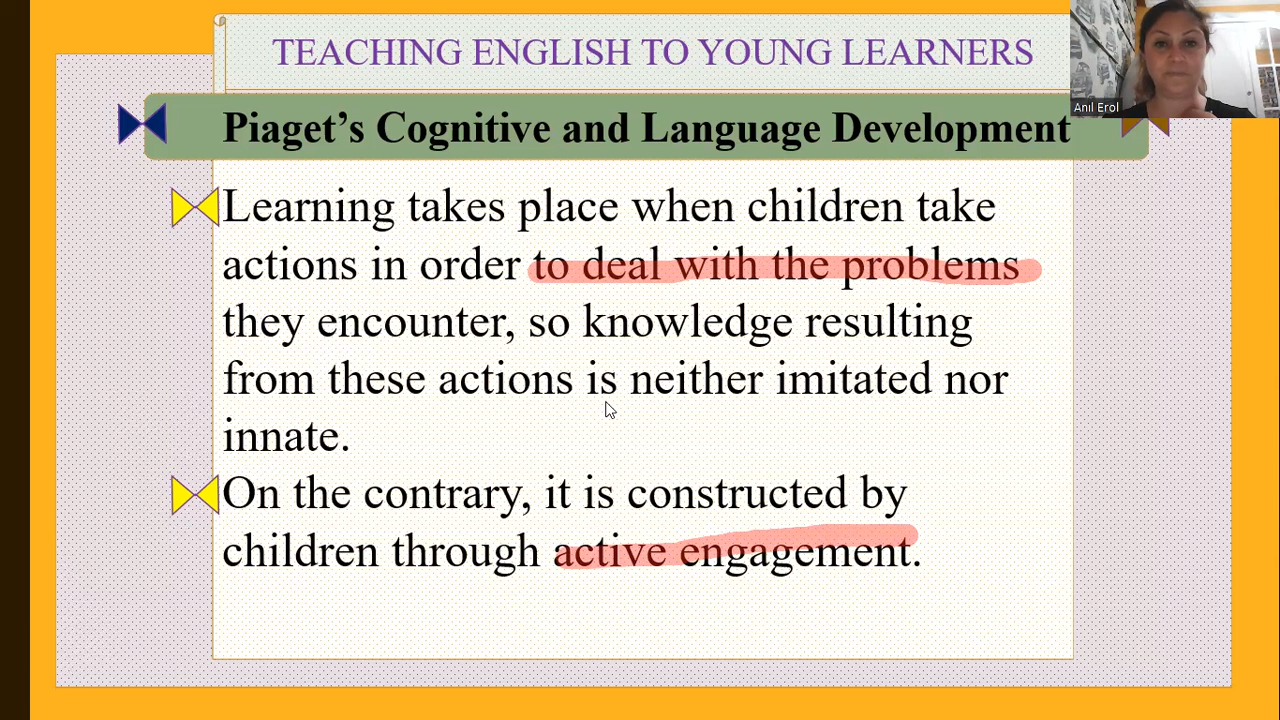 TEACHING ENGLISH TO YOUNG LEARNERS
Anıl Erol
Piaget's Cognitive and Language Development
Learning takes place when children take
actions in order to deal with the problems
they encounter, so knowledge resulting
from these actions is neither imitated nor
innate.
On the contrary, it is constructed by
children through active engagement.